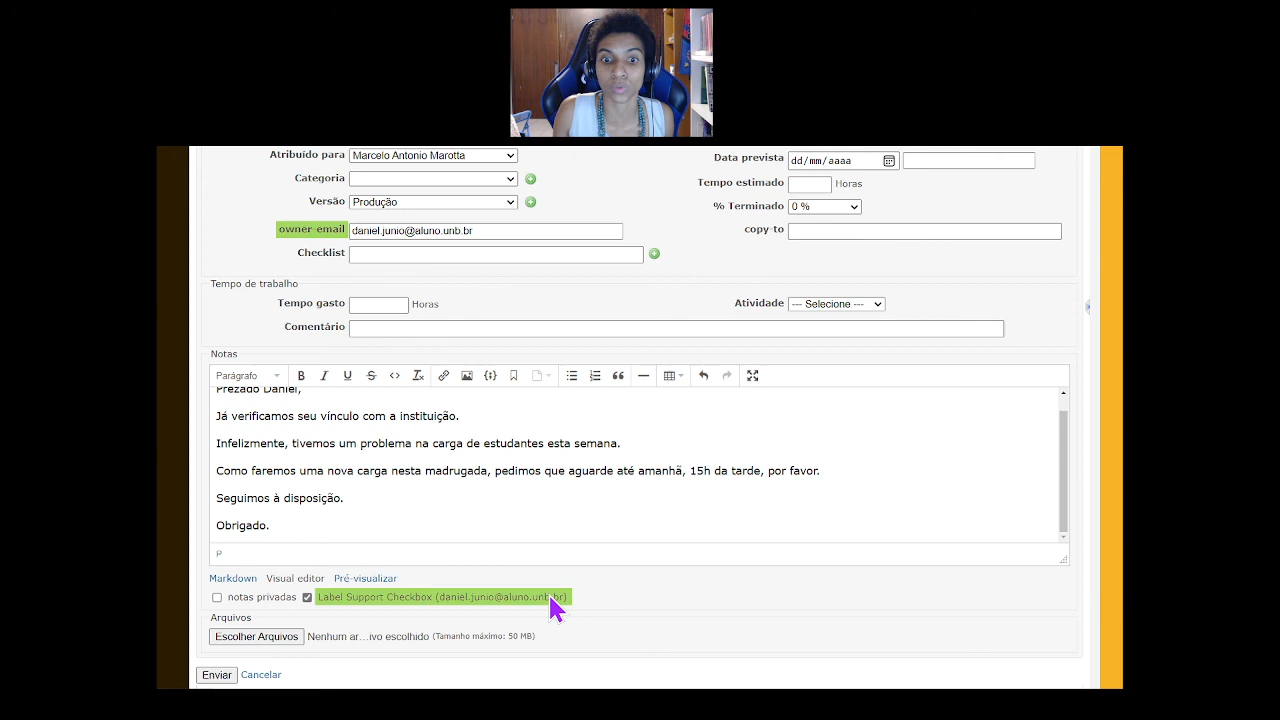 Atribuído para Marcelo Antonio Marotta Data prevista dd/mm/aaaa
Categoria Tempo estimado Horas
Versão Produção % Terminado 0 %
owner-email daniel.junio@aluno.unb.br copy-to
Checklist
Tempo de trabalho
Tempo gasto Horas Atividade --- Selecione ---
Comentário
Notas
Parágrafo
Prezado Daniel,
Já verificamos seu vínculo com a instituição.
Infelizmente, tivemos um problema na carga de estudantes esta semana.
Como faremos uma nova carga nesta madrugada, pedimos que aguarde até amanhã, 15h da tarde, por favor.
Seguimos à disposição.
Obrigado.
P
Markdown Visual editor Pré-visualizar
notas privadas Label Support Checkbox (daniel.junio@aluno.unb.br)
Arquivos
Escolher Arquivos Nenhum ar...ivo escolhido (Tamanho máximo: 50 MB)
Enviar Cancelar